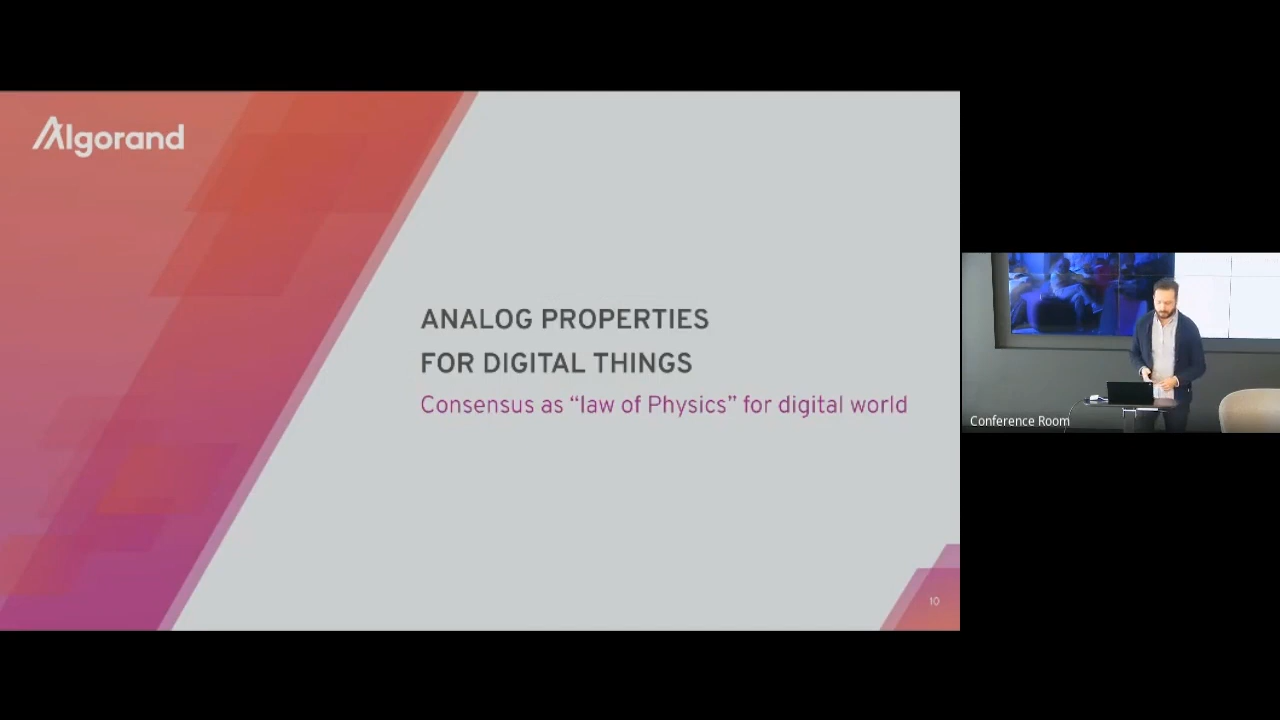 Algorand
ANALOG PROPERTIES
FOR DIGITAL THINGS
Consensus as “law of Physics” for digital world
10
Conference Room